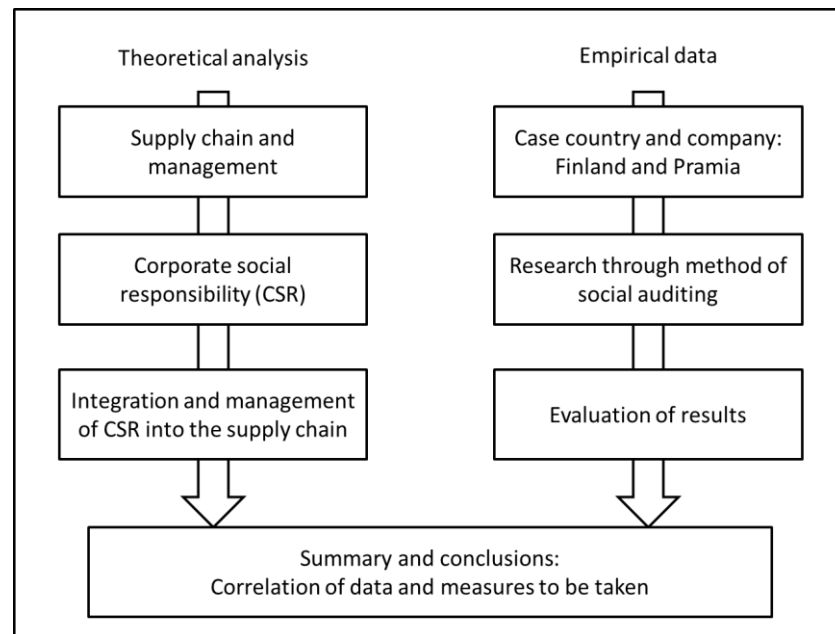 Theoretical analysis
Supply chain and
management
Corporate social
responsibility (CSR)
Integration and management
of CSR into the supply chain
Empirical data
Case country and company:
Finland and Pramia
Research through method of
social auditing
Evaluation of results
Summary and conclusions:
Correlation of data and measures to be taken